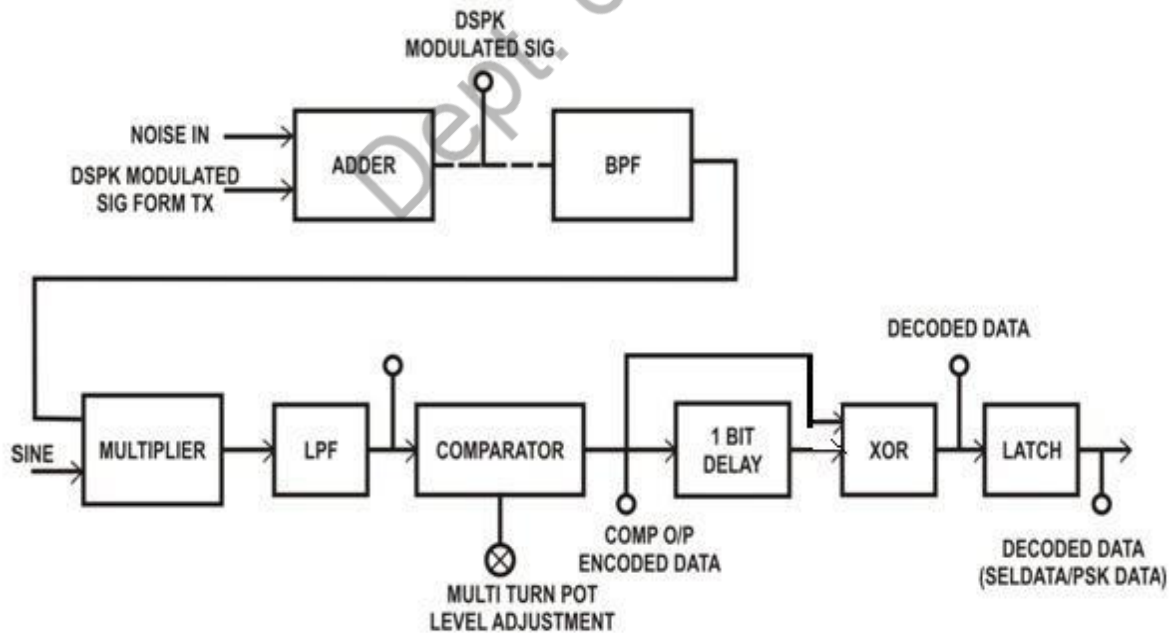 DSPK
MODULATED SIG
Dept.
NOISE IN
ADDER
BPF
DSPK MODULATED
SIG FORM TX
DECODED DATA
SINE
MULTIPLIER
LPF
COMPARATOR
1 BIT
DELAY
XOR
LATCH
COMP O/P
ENCODED DATA
DECODED DATA
(SELDATA/PSK DATA)
MULTI TURN POT
LEVEL ADJUSTMENT